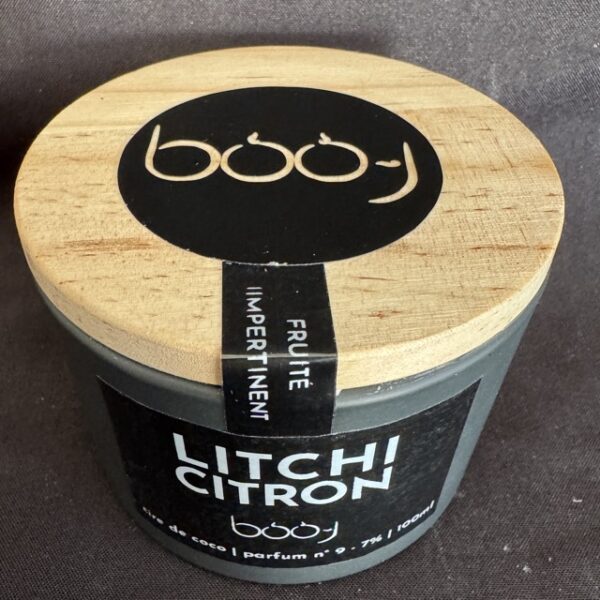 boo-j
FRUITÉ
IMPERTINENT
LITCHI
CITRON
boo-j
cire de coco | parfum n° 9 - 7% | 100ml